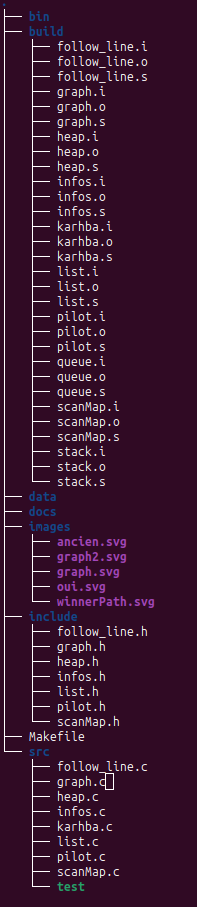 .
├── bin
├── build
│   ├── follow_line.i
│   ├── follow_line.o
│   ├── follow_line.s
│   ├── graph.i
│   ├── graph.o
│   ├── graph.s
│   ├── heap.i
│   ├── heap.o
│   ├── heap.s
│   ├── infos.i
│   ├── infos.o
│   ├── infos.s
│   ├── karhba.i
│   ├── karhba.o
│   ├── karhba.s
│   ├── list.i
│   ├── list.o
│   ├── list.s
│   ├── pilot.i
│   ├── pilot.o
│   ├── pilot.s
│   ├── queue.i
│   ├── queue.o
│   ├── queue.s
│   ├── scanMap.i
│   ├── scanMap.o
│   ├── scanMap.s
│   ├── stack.i
│   ├── stack.o
│   └── stack.s
├── data
├── docs
├── images
│   ├── ancien.svg
│   ├── graph2.svg
│   ├── graph.svg
│   ├── oui.svg
│   └── winnerPath.svg
├── include
│   ├── follow_line.h
│   ├── graph.h
│   ├── heap.h
│   ├── infos.h
│   ├── list.h
│   ├── pilot.h
│   └── scanMap.h
├── Makefile
└── src
    ├── follow_line.c
    ├── graph.c
    ├── heap.c
    ├── infos.c
    ├── karhba.c
    ├── list.c
    ├── pilot.c
    ├── scanMap.c
    └── test